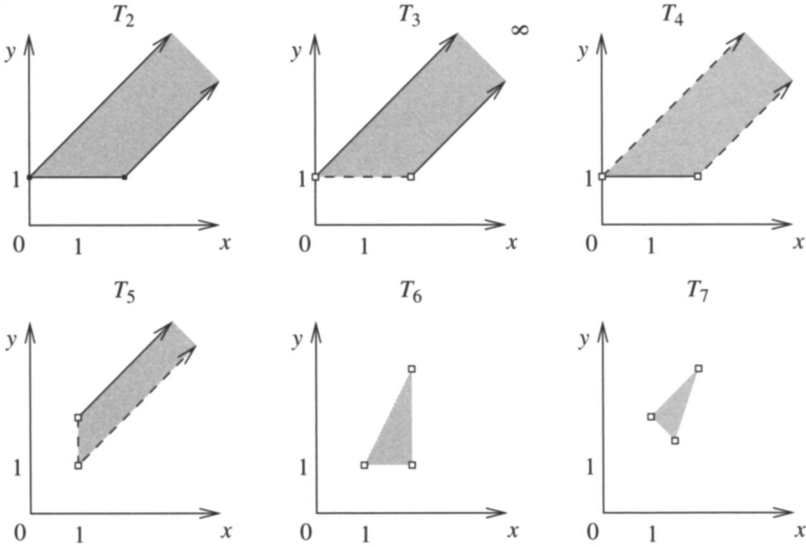 T₂ T₃ ∞ T₄
y y y
1 1 1
0 1 x 0 1 x 0 1 x
T₅ T₆ T₇
y y y
1 1 1
0 1 x 0 1 x 0 1 x